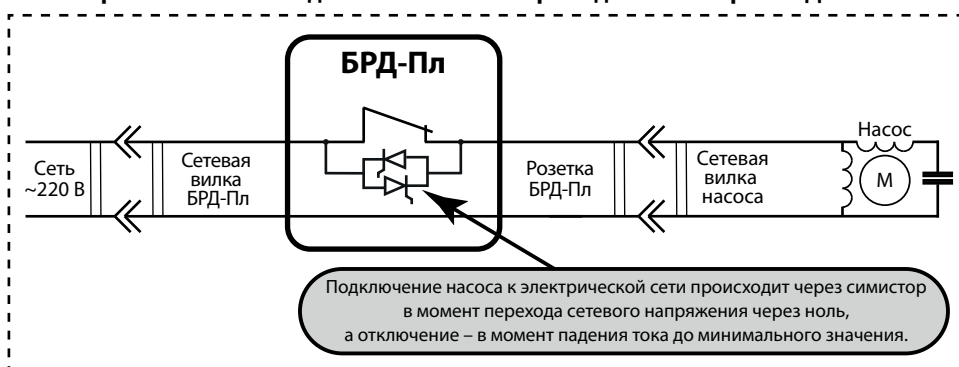 БРД-Пл
Насос
Сеть
~220 В
Сетевая
вилка
БРД-Пл
Розетка
БРД-Пл
Сетевая
вилка
насоса
М
Подключение насоса к электрической сети происходит через симистор
в момент перехода сетевого напряжения через ноль,
а отключение – в момент падения тока до минимального значения.